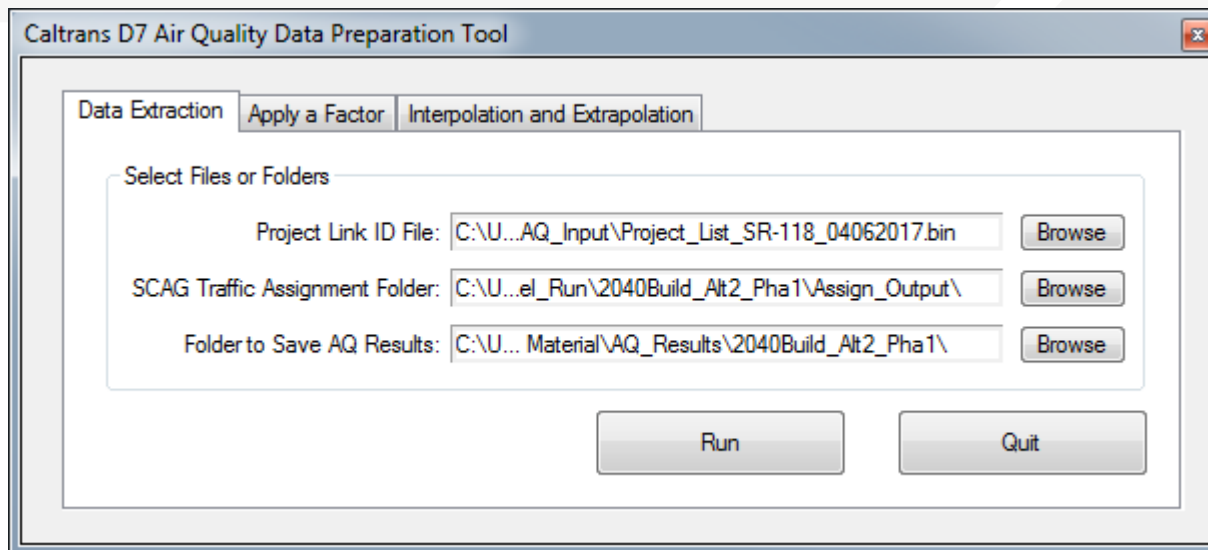 Caltrans D7 Air Quality Data Preparation Tool
Data Extraction Apply a Factor Interpolation and Extrapolation
Select Files or Folders
Project Link ID File: C:\U...AQ_Input\Project_List_SR-118_04062017.bin Browse
SCAG Traffic Assignment Folder: C:\U...el_Run\2040Build_Alt2_Pha1\Assign_Output\ Browse
Folder to Save AQ Results: C:\U... Material\AQ_Results\2040Build_Alt2_Pha1\ Browse
Run Quit